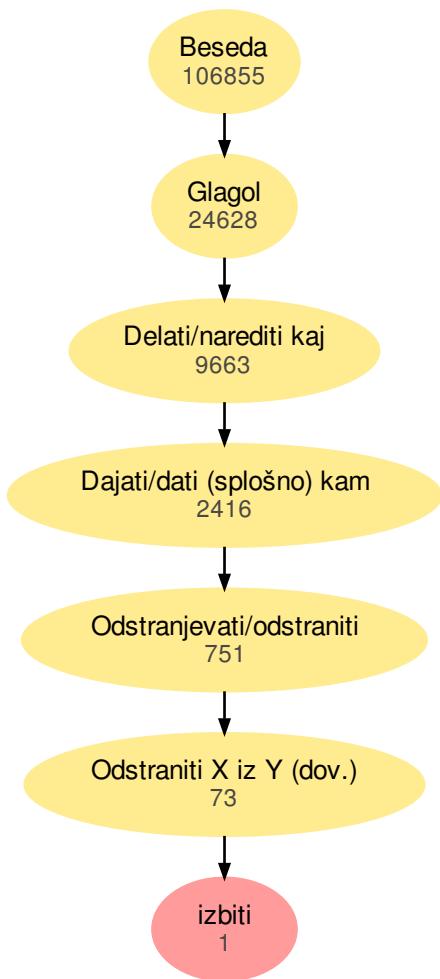 Beseda
106855
Glagol
24628
Delati/narediti kaj
9663
Dajati/dati (splošno) kam
2416
Odstranjevati/odstraniti
751
Odstraniti X iz Y (dov.)
73
izbiti
1